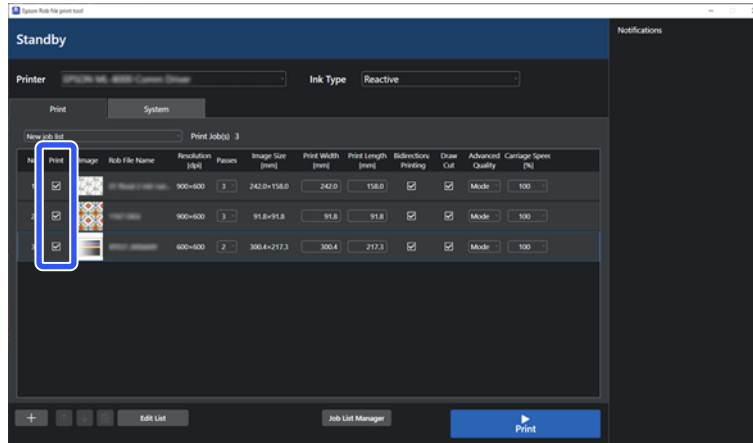 Epson Rob file print tool
Notifications
Standby
Printer
Ink Type Reactive
Print System
New job list Print Job(s) 3
No Print Image Rob File Name Resolution [dpi] Passes Image Size [mm] Print Width [mm] Print Length [mm] Bidirection: Printing Draw Cut Advanced Quality Carriage Speed [%]
1 900×600 3 242.0×158.0 242.0 158.0 Mode 100
2 900×600 3 91.8×91.8 91.8 91.8 Mode 100
3 600×600 2 300.4×217.3 300.4 217.3 Mode 100
Edit List Job List Manager Print